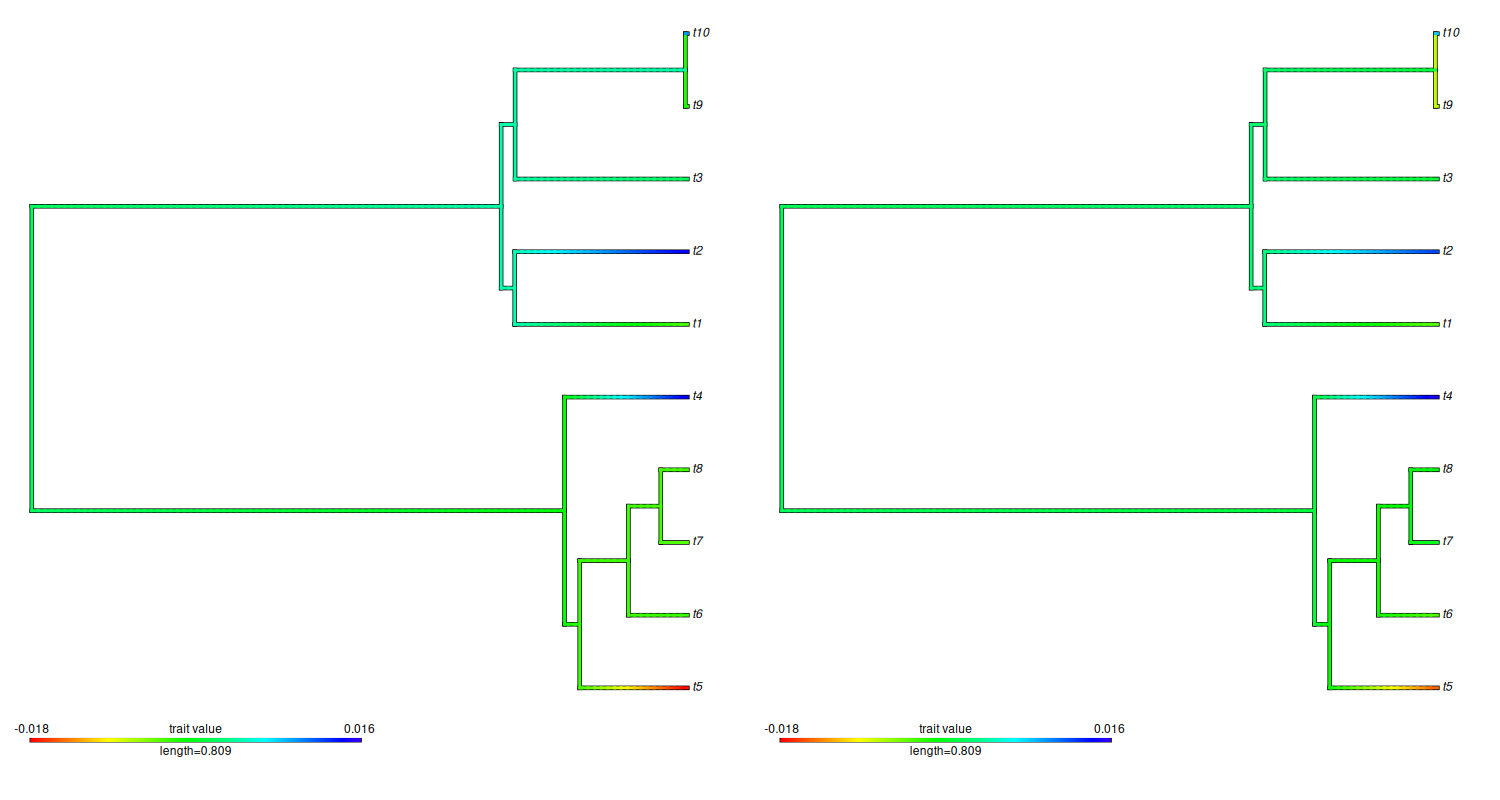 t10
t9
t3
t2
t1
t4
t8
t7
t6
t5
-0.018 trait value 0.016
length=0.809
t10
t9
t3
t2
t1
t4
t8
t7
t6
t5
-0.018 trait value 0.016
length=0.809